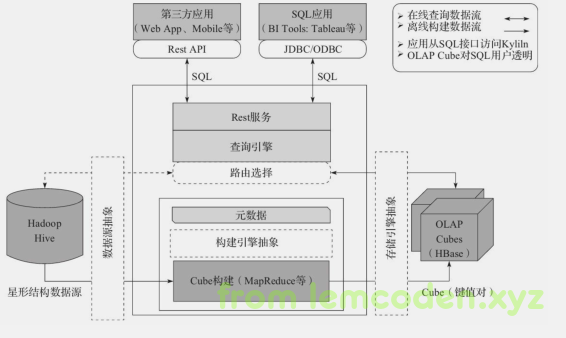 第三方应用
（Web App、Mobile等）
Rest API
SQL应用
（BI Tools: Tableau等）
JDBC/ODBC
在线查询数据流
离线构建数据流
应用从SQL接口访问Kyliln
OLAP Cube对SQL用户透明
SQL
SQL
Rest服务
查询引擎
路由选择
数据源抽象
存储引擎抽象
Hadoop
Hive
元数据
构建引擎抽象
Cube构建（MapReduce等）
OLAP
Cubes
（HBase）
星形结构数据源
Cube（键值对）
from lemcoden.xyz